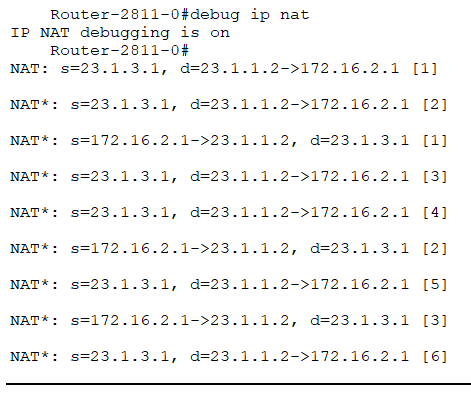 Router-2811-0#debug ip nat
IP NAT debugging is on
Router-2811-0#
NAT: s=23.1.3.1, d=23.1.1.2->172.16.2.1 [1]
NAT*: s=23.1.3.1, d=23.1.1.2->172.16.2.1 [2]
NAT*: s=172.16.2.1->23.1.1.2, d=23.1.3.1 [1]
NAT*: s=23.1.3.1, d=23.1.1.2->172.16.2.1 [3]
NAT*: s=23.1.3.1, d=23.1.1.2->172.16.2.1 [4]
NAT*: s=172.16.2.1->23.1.1.2, d=23.1.3.1 [2]
NAT*: s=23.1.3.1, d=23.1.1.2->172.16.2.1 [5]
NAT*: s=172.16.2.1->23.1.1.2, d=23.1.3.1 [3]
NAT*: s=23.1.3.1, d=23.1.1.2->172.16.2.1 [6]